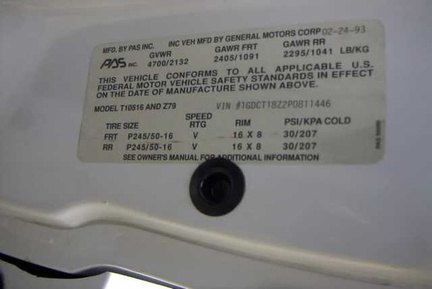 MFD. BY PAS INC. INC VEH MFD BY GENERAL MOTORS CORP 02-24-93
GVWR GAWR FRT GAWR RR
PAS INC. 4700/2132 2405/1091 2295/1041 LB/KG
THIS VEHICLE CONFORMS TO ALL APPLICABLE U.S.
FEDERAL MOTOR VEHICLE SAFETY STANDARDS IN EFFECT
ON THE DATE OF MANUFACTURE SHOWN ABOVE.
MODEL T10516 AND Z79 VIN #1GDCT18Z2P0811446
TIRE SIZE SPEED RTG RIM PSI/KPA COLD
FRT P245/50-16 V 16 X 8 30/207
RR P245/50-16 V 16 X 8 30/207
SEE OWNER'S MANUAL FOR ADDITIONAL INFORMATION